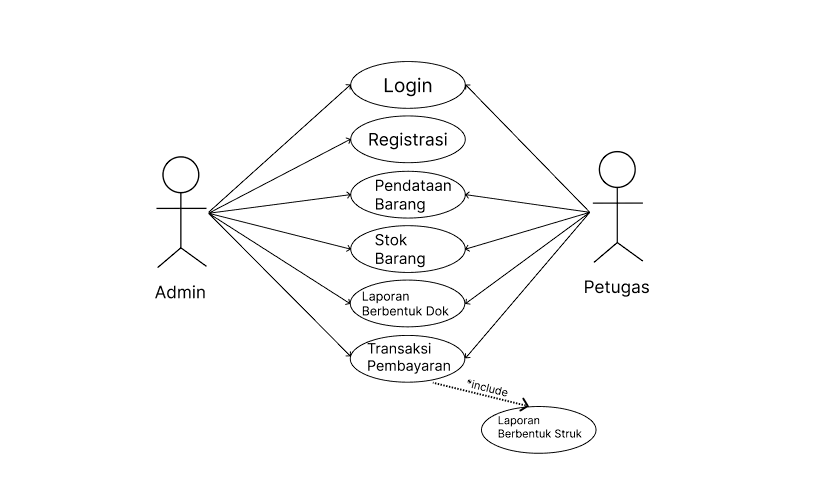 Login
Registrasi
Pendataan
Barang
Stok
Barang
Admin
Petugas
Laporan
Berbentuk Dok
Transaksi
Pembayaran
*include
Laporan
Berbentuk Struk